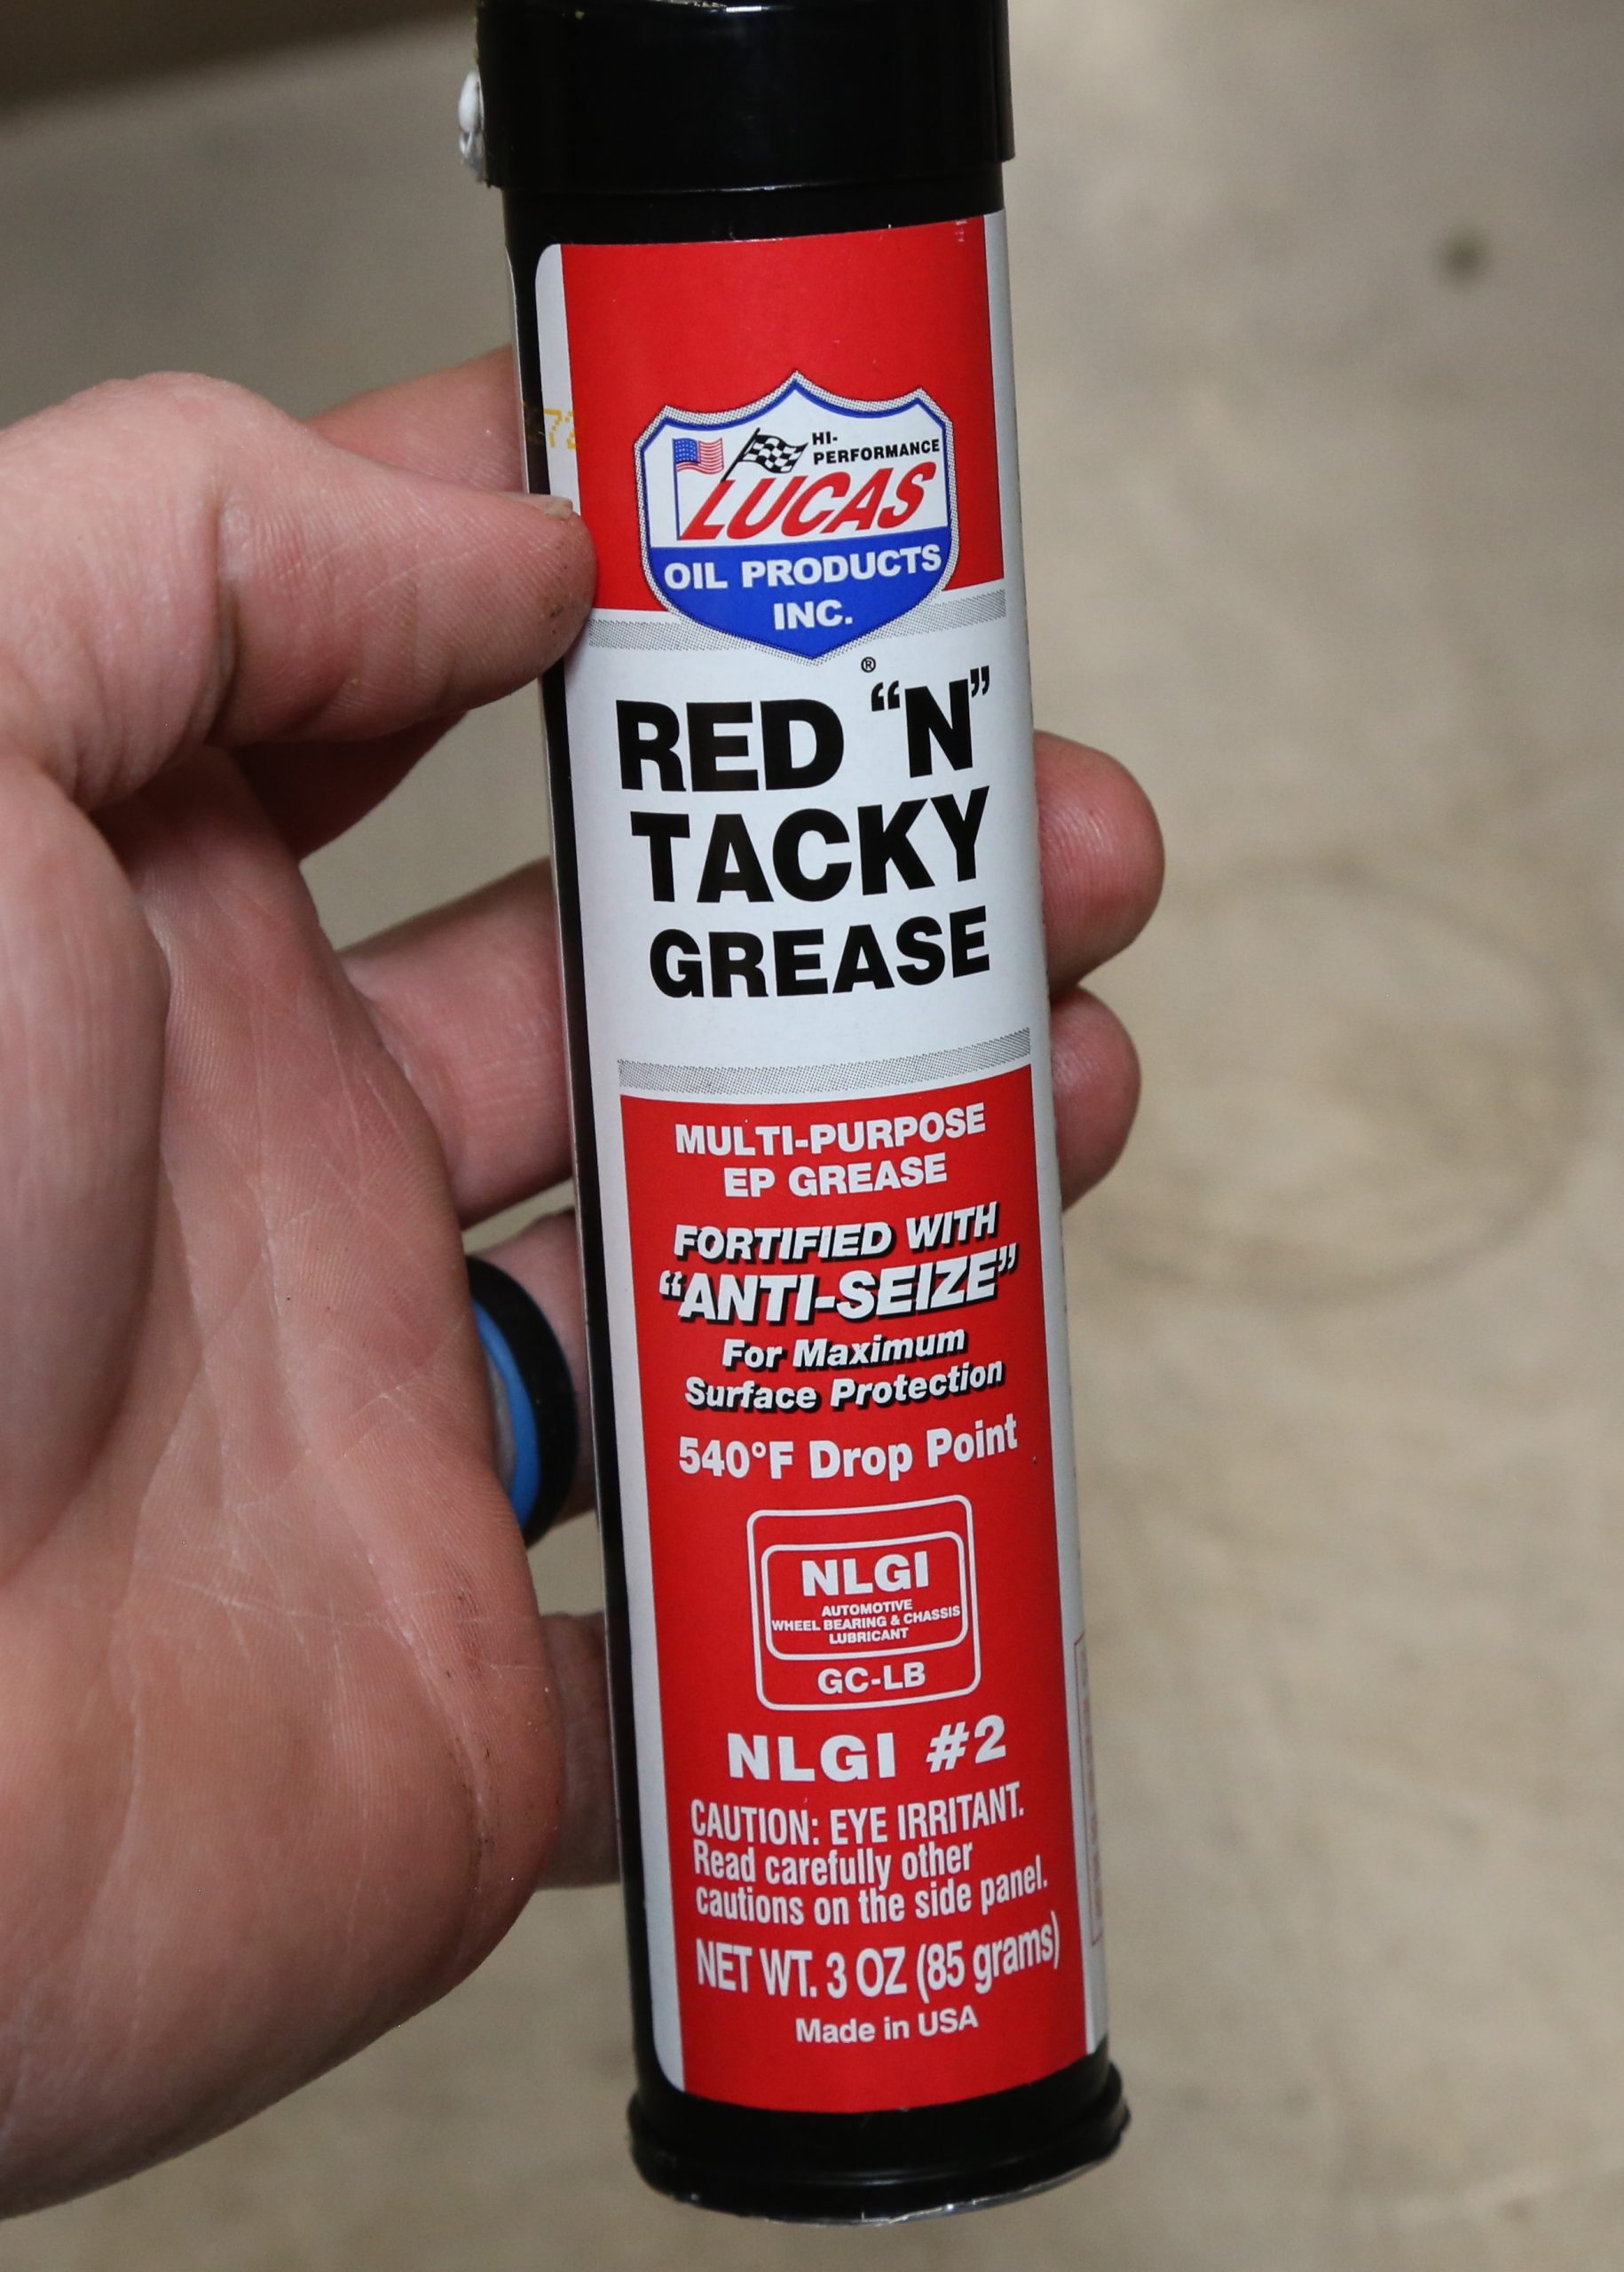 HI-
PERFORMANCE
LUCAS
OIL PRODUCTS
INC.
®
RED "N"
TACKY
GREASE
MULTI-PURPOSE
EP GREASE
FORTIFIED WITH
"ANTI-SEIZE"
For Maximum
Surface Protection
540°F Drop Point
NLGI
AUTOMOTIVE
WHEEL BEARING & CHASSIS
LUBRICANT
GC-LB
NLGI #2
CAUTION: EYE IRRITANT.
Read carefully other
cautions on the side panel.
NET WT. 3 OZ (85 grams)
Made in USA